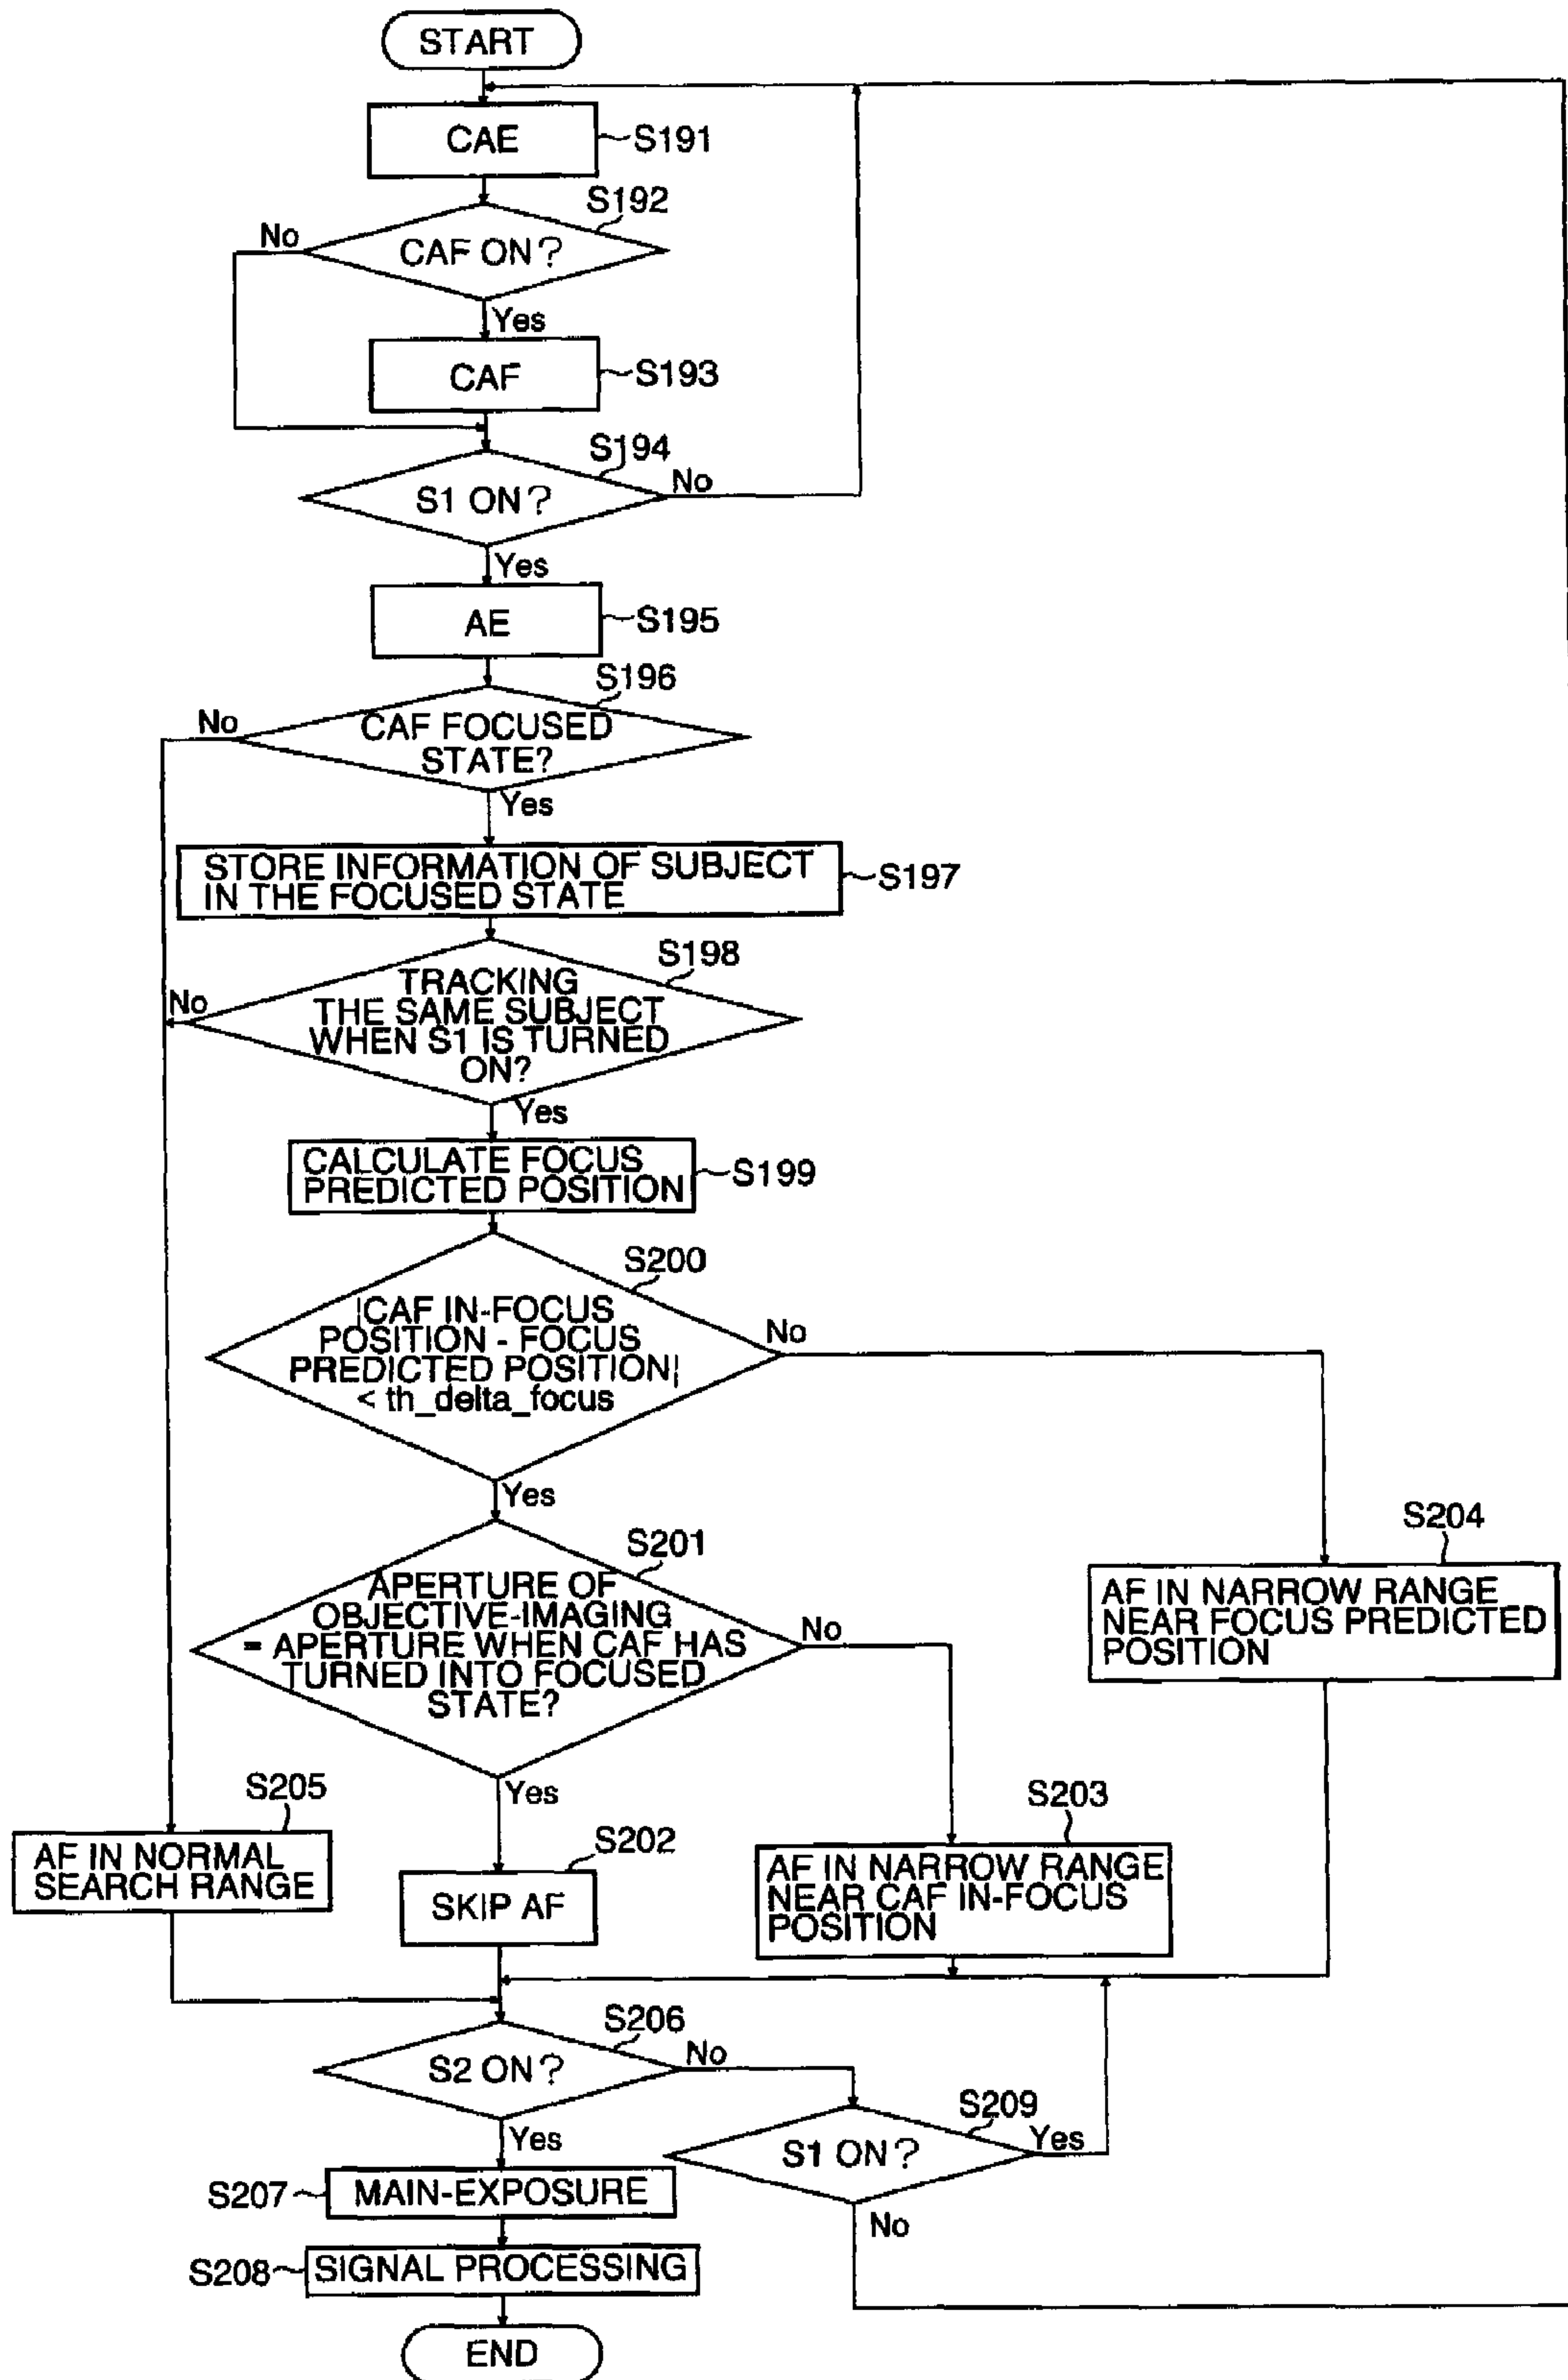 START
CAE
S191
S192
No
CAF ON?
Yes
CAF
S193
S194
S1 ON?
No
Yes
AE
S195
S196
No
CAF FOCUSED
STATE?
Yes
STORE INFORMATION OF SUBJECT
IN THE FOCUSED STATE
S197
S198
No
TRACKING
THE SAME SUBJECT
WHEN S1 IS TURNED
ON?
Yes
CALCULATE FOCUS
PREDICTED POSITION
S199
S200
|CAF IN-FOCUS
POSITION - FOCUS
PREDICTED POSITION|
< th_delta_focus
No
Yes
S201
APERTURE OF
OBJECTIVE-IMAGING
= APERTURE WHEN CAF HAS
TURNED INTO FOCUSED
STATE?
No
Yes
S204
AF IN NARROW RANGE
NEAR FOCUS PREDICTED
POSITION
S205
AF IN NORMAL
SEARCH RANGE
S202
SKIP AF
S203
AF IN NARROW RANGE
NEAR CAF IN-FOCUS
POSITION
S206
S2 ON?
No
Yes
S209
S1 ON?
Yes
No
S207
MAIN-EXPOSURE
S208
SIGNAL PROCESSING
END